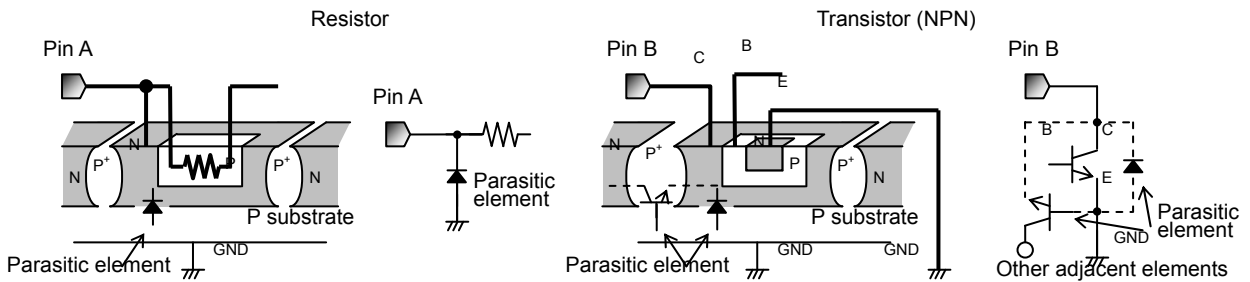 Resistor
Pin A
N
P
N
P⁺
P⁺
N
P substrate
GND
Parasitic element
Pin A
Parasitic
element
Transistor (NPN)
Pin B
C
B
E
N
P
N
P⁺
P⁺
N
P substrate
GND
GND
Parasitic element
Pin B
B
C
E
GND
Parasitic
element
Other adjacent elements